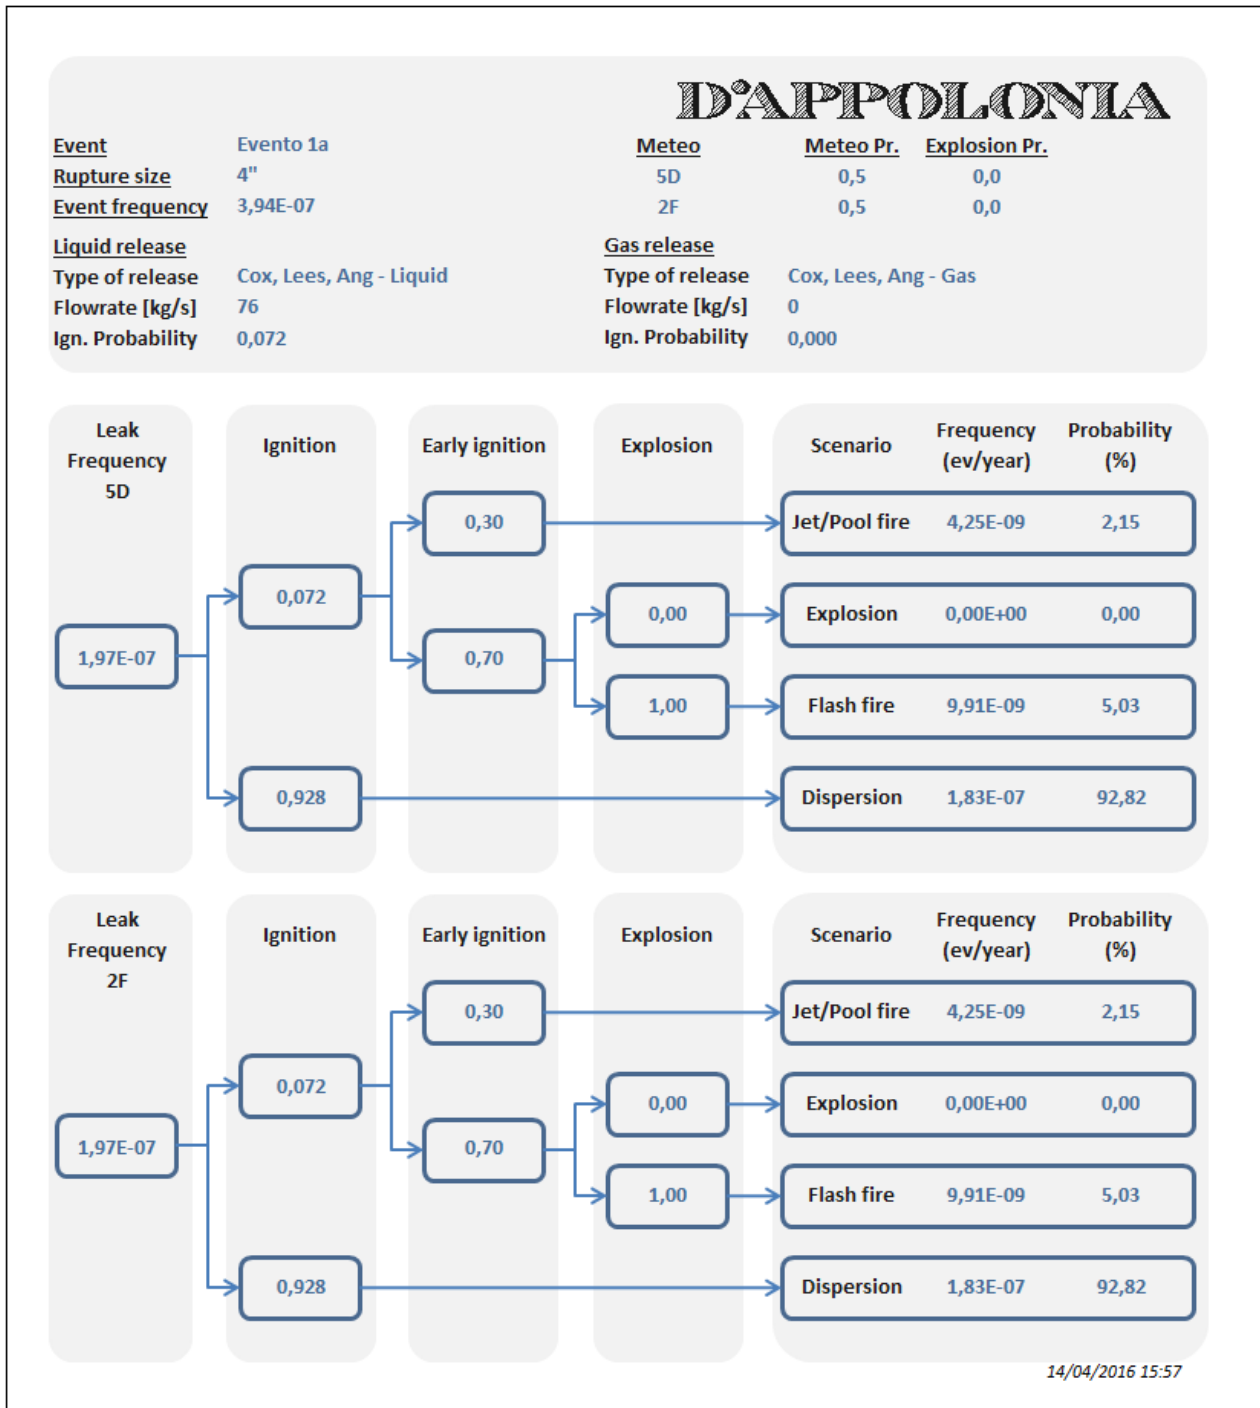 D'APPOLONIA
Event Evento 1a Meteo Meteo Pr. Explosion Pr.
Rupture size 4" 5D 0,5 0,0
Event frequency 3,94E-07 2F 0,5 0,0
Liquid release Gas release
Type of release Cox, Lees, Ang - Liquid Type of release Cox, Lees, Ang - Gas
Flowrate [kg/s] 76 Flowrate [kg/s] 0
Ign. Probability 0,072 Ign. Probability 0,000
Leak Frequency Probability
Frequency Ignition Early ignition Explosion Scenario (ev/year) (%)
5D
0,30 Jet/Pool fire 4,25E-09 2,15
0,072 0,00 Explosion 0,00E+00 0,00
1,97E-07 0,70
1,00 Flash fire 9,91E-09 5,03
0,928 Dispersion 1,83E-07 92,82
Leak Frequency Probability
Frequency Ignition Early ignition Explosion Scenario (ev/year) (%)
2F
0,30 Jet/Pool fire 4,25E-09 2,15
0,072 0,00 Explosion 0,00E+00 0,00
1,97E-07 0,70
1,00 Flash fire 9,91E-09 5,03
0,928 Dispersion 1,83E-07 92,82
14/04/2016 15:57